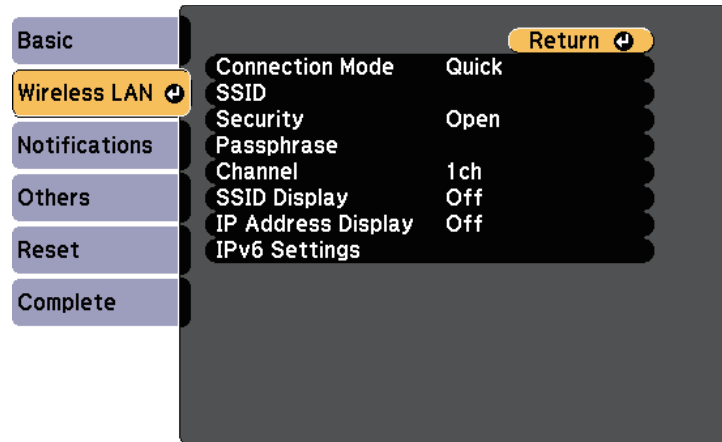 Basic
Wireless LAN
Notifications
Others
Reset
Complete
Return
Connection Mode Quick
SSID
Security Open
Passphrase
Channel 1ch
SSID Display Off
IP Address Display Off
IPv6 Settings